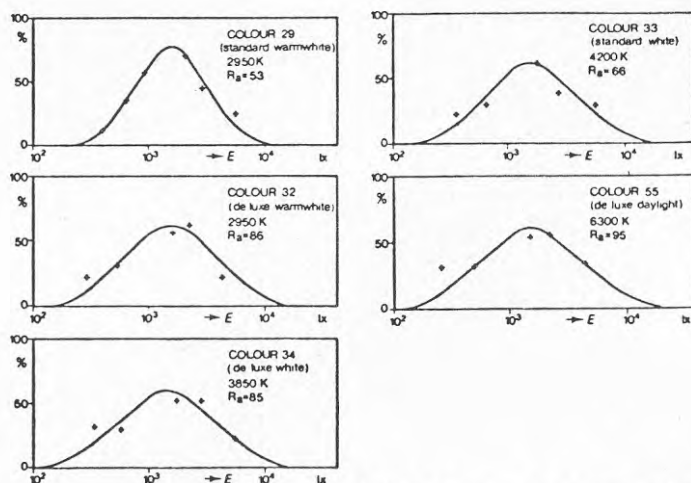 100
%
50
0
10²
10³
→ E
10⁴
lx
COLOUR 29
(standard warmwhite)
2950K
Ra=53
100
%
50
0
10²
10³
→ E
10⁴
lx
COLOUR 33
(standard white)
4200K
Ra=66
100
%
50
0
10²
10³
→ E
10⁴
lx
COLOUR 32
(de luxe warmwhite)
2950 K
Ra=86
100
%
50
0
10²
10³
→ E
10⁴
lx
COLOUR 55
(de luxe daylight)
6300 K
Ra=95
100
%
50
0
10²
10³
→ E
10⁴
lx
COLOUR 34
(de luxe white)
3850 K
Ra=85